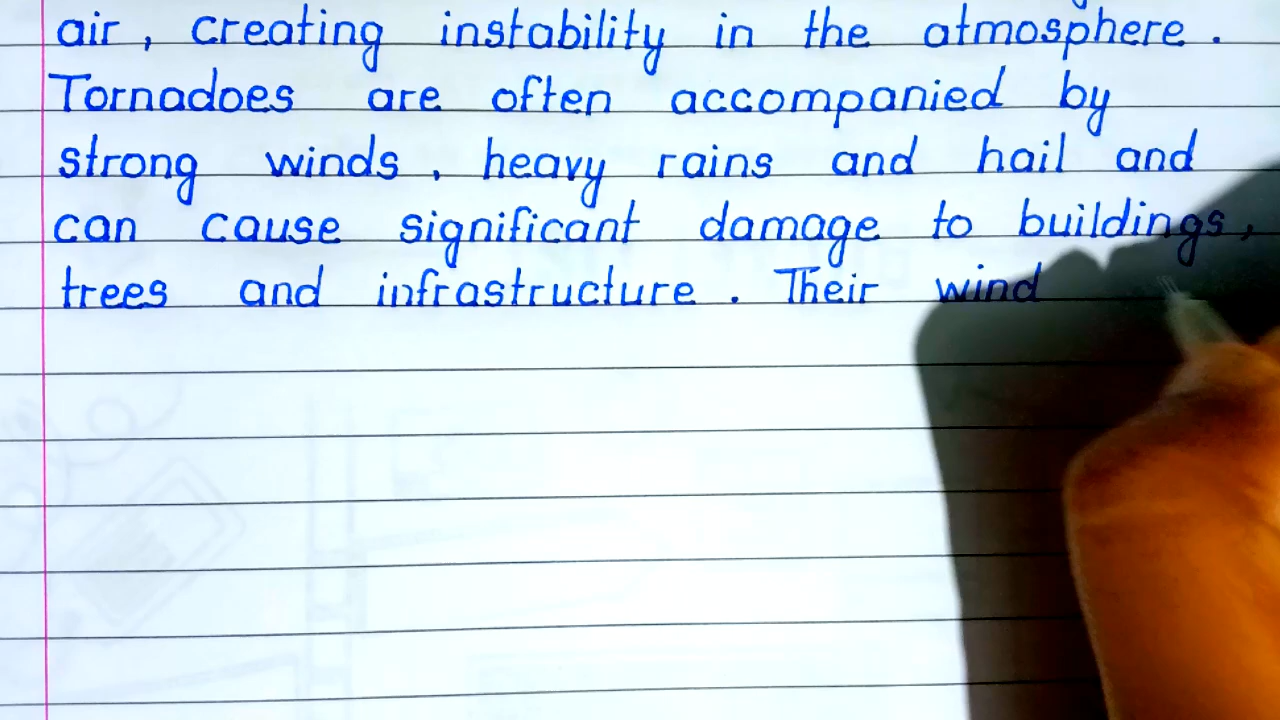 air, creating instability in the atmosphere.
Tornadoes are often accompanied by
strong winds, heavy rains and hail and
can cause significant damage to buildings,
trees and infrastructure. Their wind